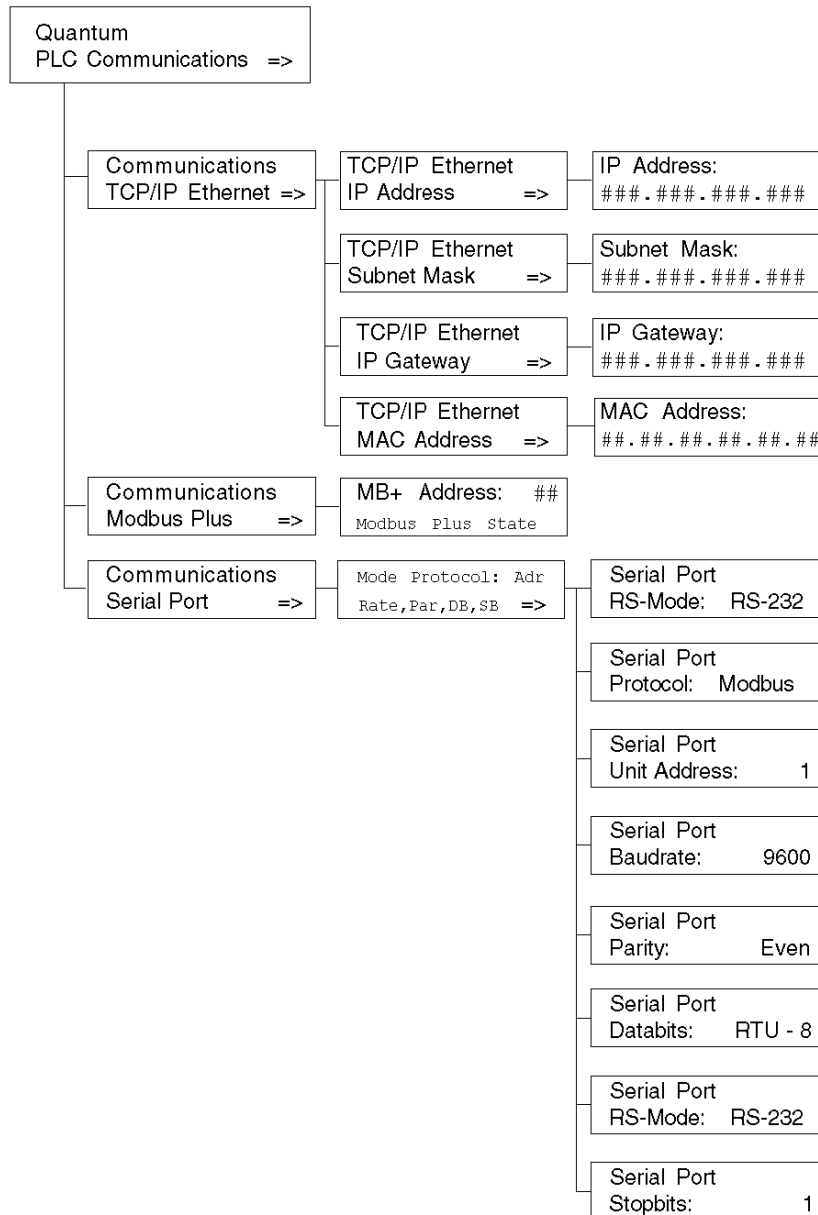 Quantum
PLC Communications =>
Communications
TCP/IP Ethernet =>
TCP/IP Ethernet
IP Address =>
IP Address:
###.###.###.###
TCP/IP Ethernet
Subnet Mask =>
Subnet Mask:
###.###.###.###
TCP/IP Ethernet
IP Gateway =>
IP Gateway:
###.###.###.###
TCP/IP Ethernet
MAC Address =>
MAC Address:
##.##.##.##.##.##
Communications
Modbus Plus =>
MB+ Address: ##
Modbus Plus State
Communications
Serial Port =>
Mode Protocol: Adr
Rate,Par,DB,SB =>
Serial Port
RS-Mode: RS-232
Serial Port
Protocol: Modbus
Serial Port
Unit Address: 1
Serial Port
Baudrate: 9600
Serial Port
Parity: Even
Serial Port
Databits: RTU - 8
Serial Port
RS-Mode: RS-232
Serial Port
Stopbits: 1